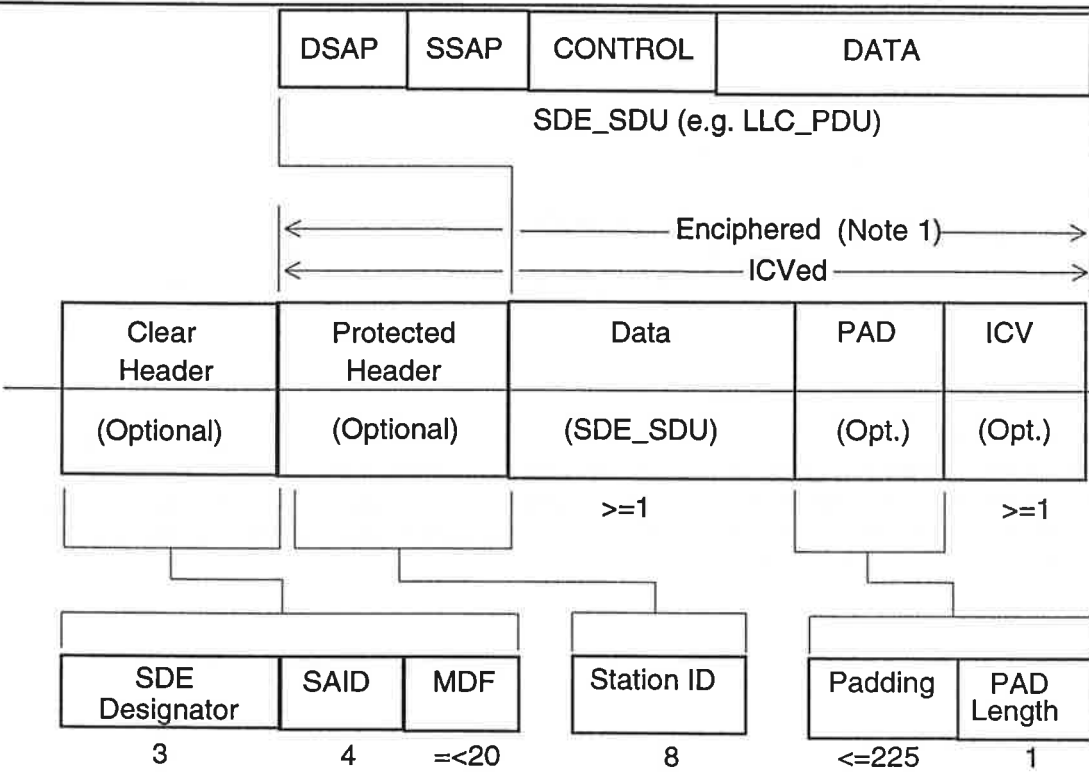 DSAP SSAP CONTROL DATA
SDE_SDU (e.g. LLC_PDU)
Enciphered (Note 1)
ICVed
Clear Header
Protected Header
Data
PAD
ICV
(Optional) (Optional) (SDE_SDU) (Opt.) (Opt.)
>=1 >=1
SDE Designator
SAID
MDF
Station ID
Padding
PAD Length
3 4 =<20 8 <=225 1